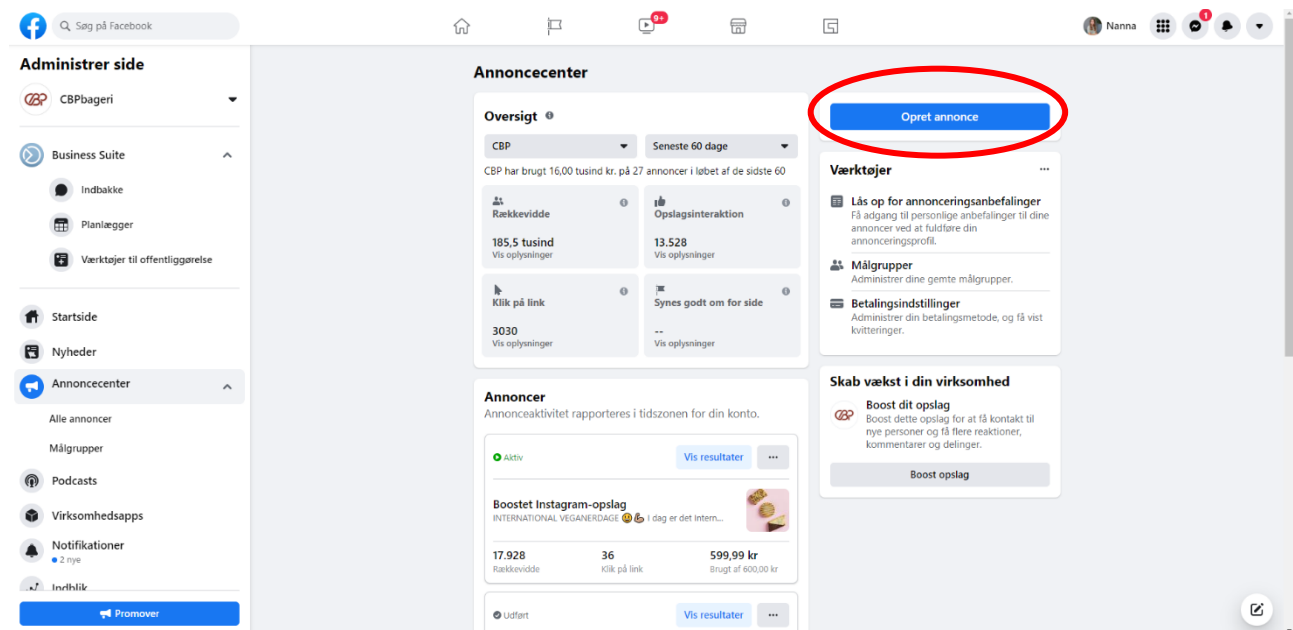 Søg på Facebook
9+
Nanna
1
Administrer side
CBP
CBPbageri
Business Suite
Indbakke
Planlægger
Værktøjer til offentliggørelse
Startside
Nyheder
Annoncecenter
Alle annoncer
Målgrupper
Podcasts
Virksomhedsapps
Notifikationer
2 nye
Indblik
Promover
Annoncecenter
Oversigt
CBP
Seneste 60 dage
CBP har brugt 16,00 tusind kr. på 27 annoncer i løbet af de sidste 60
Rækkevidde
185,5 tusind
Vis oplysninger
Opslagsinteraktion
13.528
Vis oplysninger
Klik på link
3030
Vis oplysninger
Synes godt om for side
--
Vis oplysninger
Annoncer
Annonceaktivitet rapporteres i tidszonen for din konto.
Aktiv
Vis resultater
...
Boostet Instagram-opslag
INTERNATIONAL VEGANERDAGE 😃💪 I dag er det Intern...
17.928
Rækkevidde
36
Klik på link
599,99 kr
Brugt af 600,00 kr
Udført
Vis resultater
...
Opret annonce
Værktøjer
...
Lås op for annonceringsanbefalinger
Få adgang til personlige anbefalinger til dine
annoncer ved at fuldføre din
annonceringsprofil.
Målgrupper
Administrer dine gemte målgrupper.
Betalingsindstillinger
Administrer din betalingsmetode, og få vist
kvitteringer.
Skab vækst i din virksomhed
CBP
Boost dit opslag
Boost dette opslag for at få kontakt til
nye personer og få flere reaktioner,
kommentarer og delinger.
Boost opslag